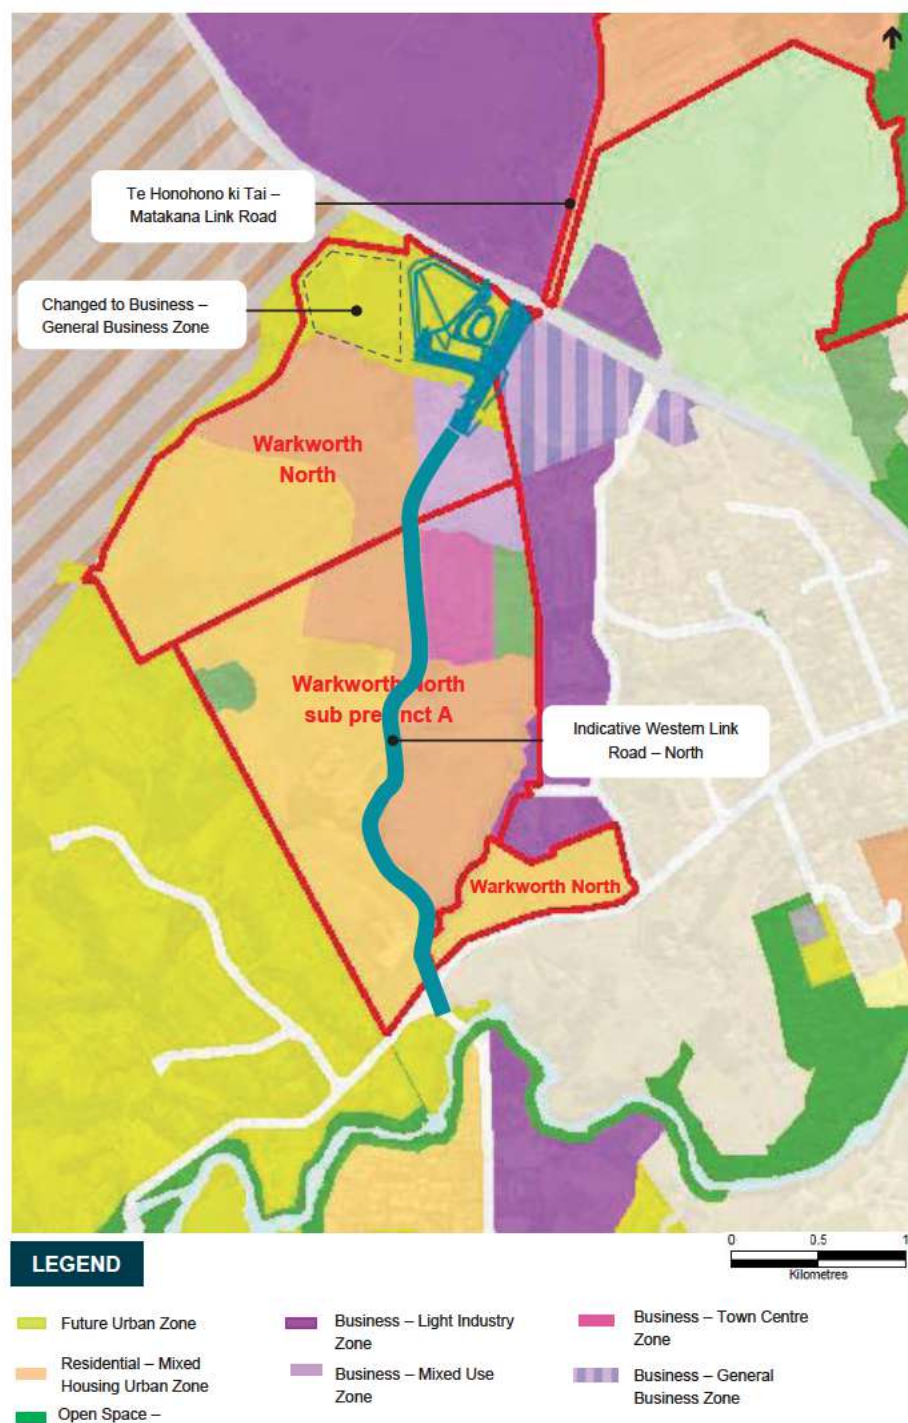 Te Honohono ki Tai –
Matakana Link Road
Changed to Business –
General Business Zone
Warkworth
North
Warkworth North
sub precinct A
Indicative Western Link
Road – North
Warkworth North
0 0.5 1
Kilometres
LEGEND
Future Urban Zone
Residential – Mixed
Housing Urban Zone
Open Space –
Business – Light Industry
Zone
Business – Mixed Use
Zone
Business – Town Centre
Zone
Business – General
Business Zone